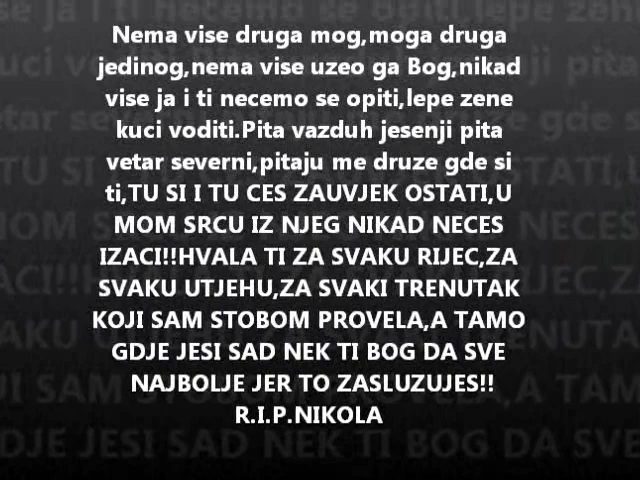 Nema vise druga mog,moga druga
jedinog,nema vise uzeo ga Bog,nikad
vise ja i ti necemo se opiti,lepe zene
kuci voditi.Pita vazduh jesenji pita
vetar severni,pitaju me druze gde si
ti,TU SI I TU CES ZAUVJEK OSTATI,U
MOM SRCU IZ NJEG NIKAD NECES
IZACI!!HVALA TI ZA SVAKU RIJEC,ZA
SVAKU UTJEHU,ZA SVAKI TRENUTAK
KOJI SAM STOBOM PROVELA,A TAMO
GDJE JESI SAD NEK TI BOG DA SVE
NAJBOLJE JER TO ZASLUZUJES!!
R.I.P.NIKOLA